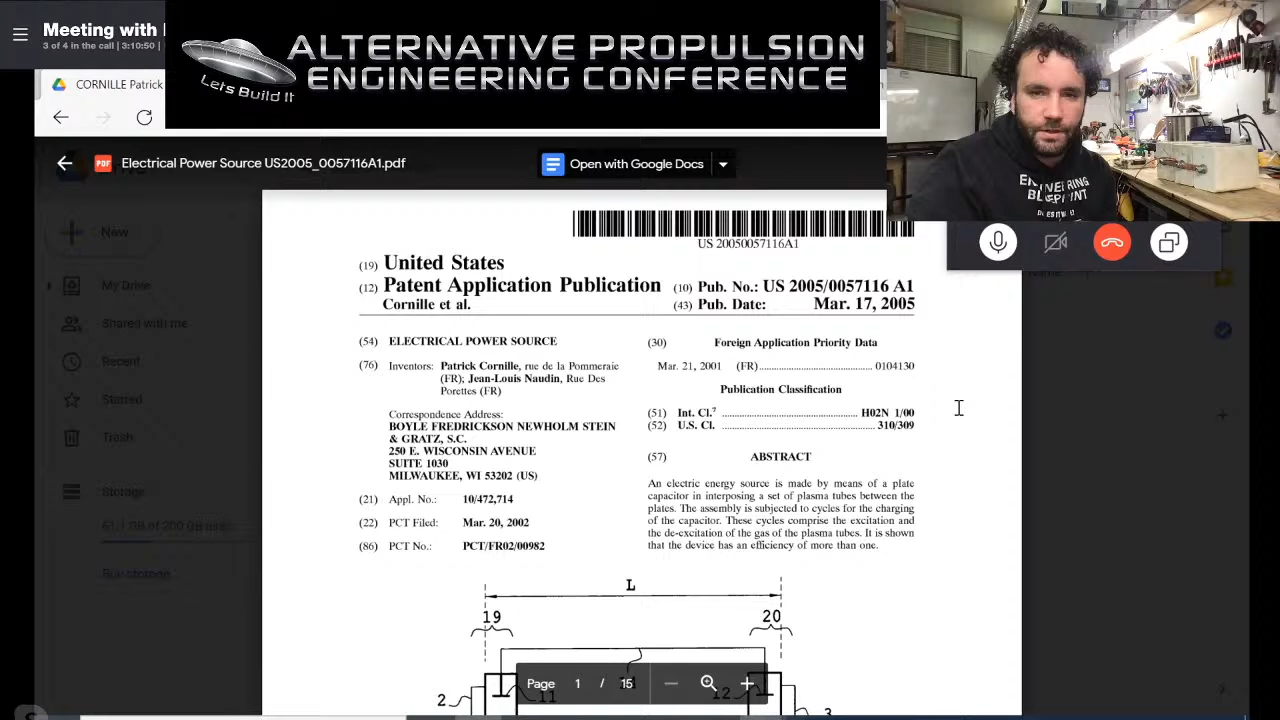 Meeting with
3 of 4 in the call | 3:10:50 |
Let's Build It
ALTERNATIVE PROPULSION
ENGINEERING CONFERENCE
CORNILLE Patrick
PDF
Electrical Power Source US2005_0057116A1.pdf
Open with Google Docs
New
My Drive
Shared with me
Recent
Starred
Trash
Storage
61.1 GB of 200 GB
Buy storage
US 20050057116A1
(19) United States
(12) Patent Application Publication
Cornille et al.
(10) Pub. No.: US 2005/0057116 A1
(43) Pub. Date: Mar. 17, 2005
(54) ELECTRICAL POWER SOURCE
(76) Inventors: Patrick Cornille, rue de la Pommeraie
(FR); Jean-Louis Naudin, Rue Des
Porettes (FR)
Correspondence Address:
BOYLE FREDRICKSON NEWHOLM STEIN
& GRATZ, S.C.
250 E. WISCONSIN AVENUE
SUITE 1030
MILWAUKEE, WI 53202 (US)
(21) Appl. No.: 10/472,714
(22) PCT Filed: Mar. 20, 2002
(86) PCT No.: PCT/FR02/00982
(30) Foreign Application Priority Data
Mar. 21, 2001 (FR) ........................................ 0104130
Publication Classification
(51) Int. Cl.⁷ ..................................................... H02N 1/00
(52) U.S. Cl. ........................................................ 310/309
(57) ABSTRACT
An electric energy source is made by means of a plate
capacitor in interposing a set of plasma tubes between the
plates. The assembly is subjected to cycles for the charging
of the capacitor. These cycles comprise the excitation and
the de-excitation of the gas of the plasma tubes. It is shown
that the device has an efficiency of more than one.
L
19
20
2
11
12
3
Page 1 / 15
ENGINEERING
BLUEPRINT